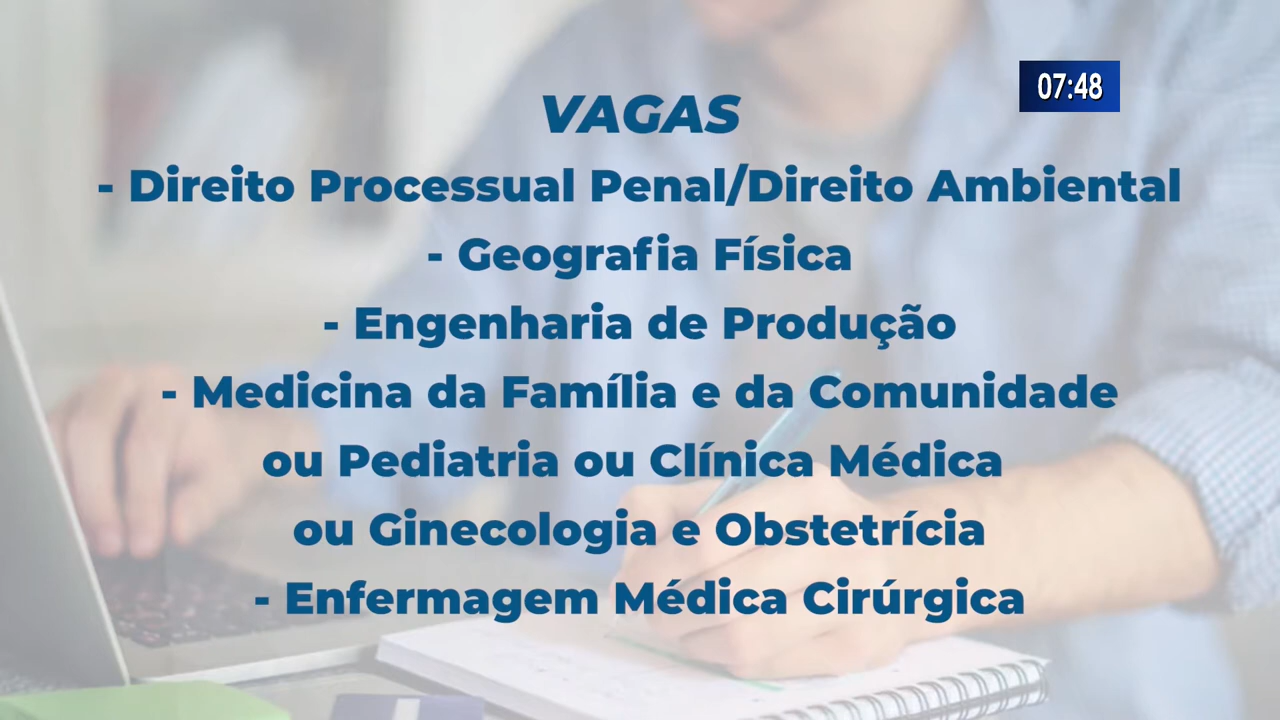 07:48
VAGAS
- Direito Processual Penal/Direito Ambiental
- Geografia Física
- Engenharia de Produção
- Medicina da Família e da Comunidade
ou Pediatria ou Clínica Médica
ou Ginecologia e Obstetrícia
- Enfermagem Médica Cirúrgica